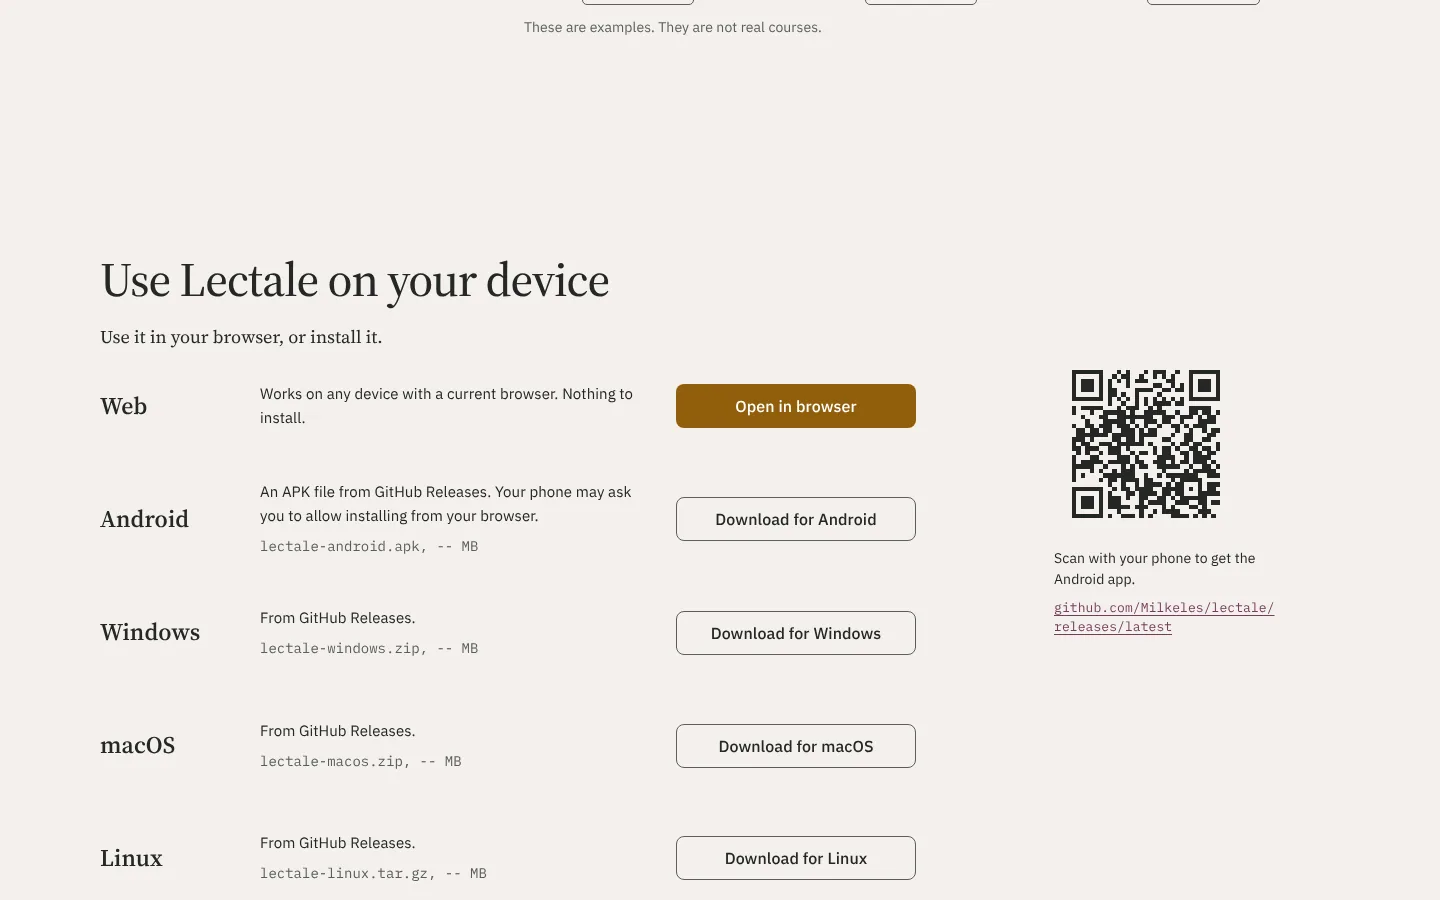 These are examples. They are not real courses.
Use Lectale on your device
Use it in your browser, or install it.
Web
Works on any device with a current browser. Nothing to
install.
Open in browser
Android
An APK file from GitHub Releases. Your phone may ask
you to allow installing from your browser.
lectale-android.apk, -- MB
Download for Android
Windows
From GitHub Releases.
lectale-windows.zip, -- MB
Download for Windows
macOS
From GitHub Releases.
lectale-macos.zip, -- MB
Download for macOS
Linux
From GitHub Releases.
lectale-linux.tar.gz, -- MB
Download for Linux
Scan with your phone to get the
Android app.
github.com/Milkeles/lectale/
releases/latest